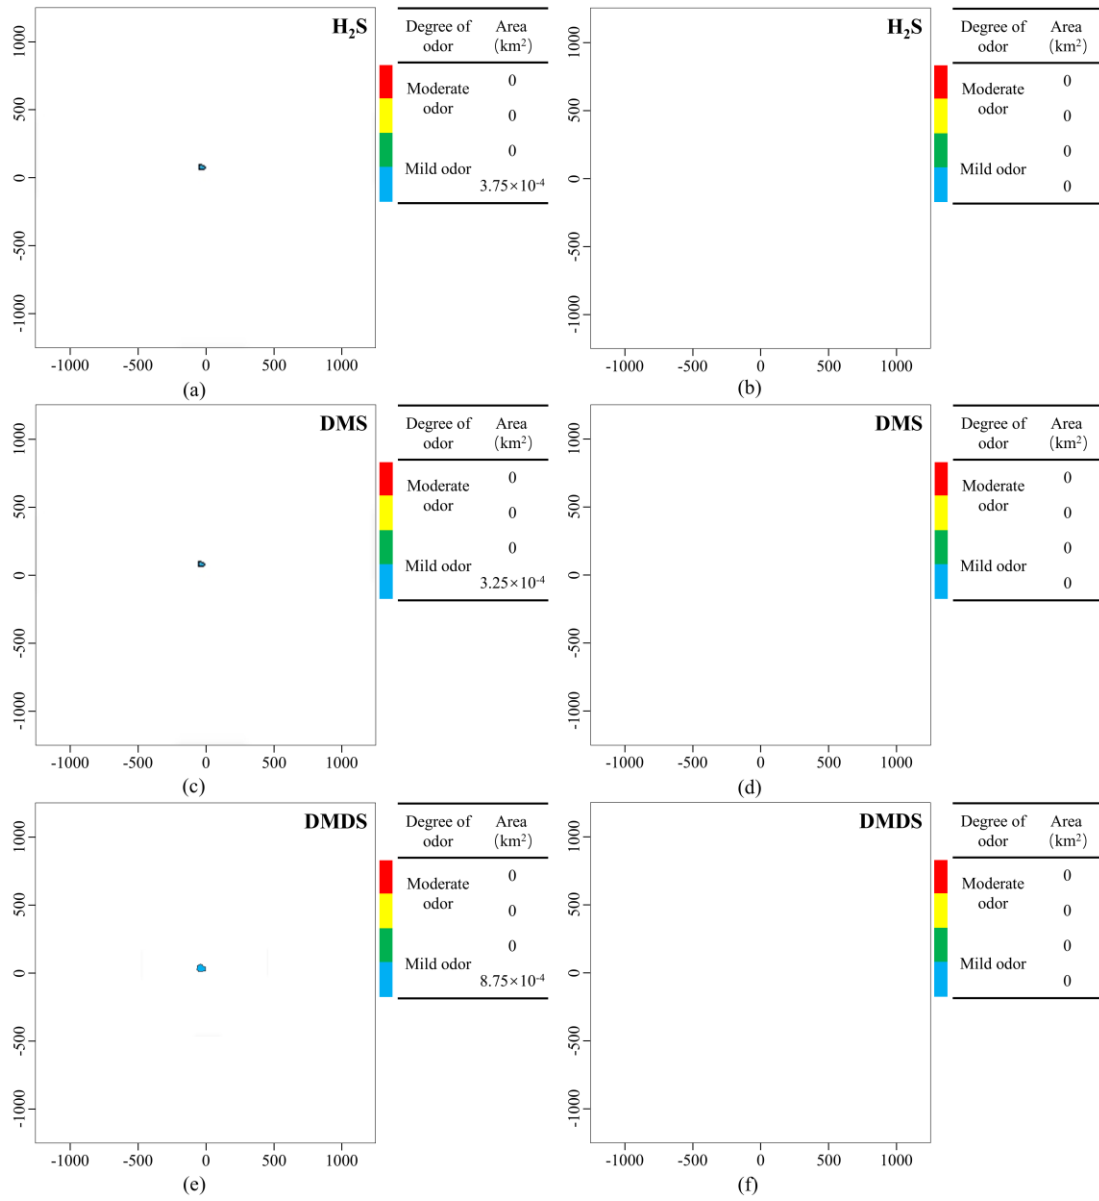 H₂S
Degree of odor Area (km²)
Moderate odor 0
0
0
Mild odor
3.75×10⁻⁴
1000
500
0
-500
-1000
-1000 -500 0 500 1000
(a)
H₂S
Degree of odor Area (km²)
Moderate odor 0
0
0
Mild odor
0
1000
500
0
-500
-1000
-1000 -500 0 500 1000
(b)
DMS
Degree of odor Area (km²)
Moderate odor 0
0
0
Mild odor
3.25×10⁻⁴
1000
500
0
-500
-1000
-1000 -500 0 500 1000
(c)
DMS
Degree of odor Area (km²)
Moderate odor 0
0
0
Mild odor
0
1000
500
0
-500
-1000
-1000 -500 0 500 1000
(d)
DMDS
Degree of odor Area (km²)
Moderate odor 0
0
0
Mild odor
8.75×10⁻⁴
1000
500
0
-500
-1000
-1000 -500 0 500 1000
(e)
DMDS
Degree of odor Area (km²)
Moderate odor 0
0
0
Mild odor
0
1000
500
0
-500
-1000
-1000 -500 0 500 1000
(f)